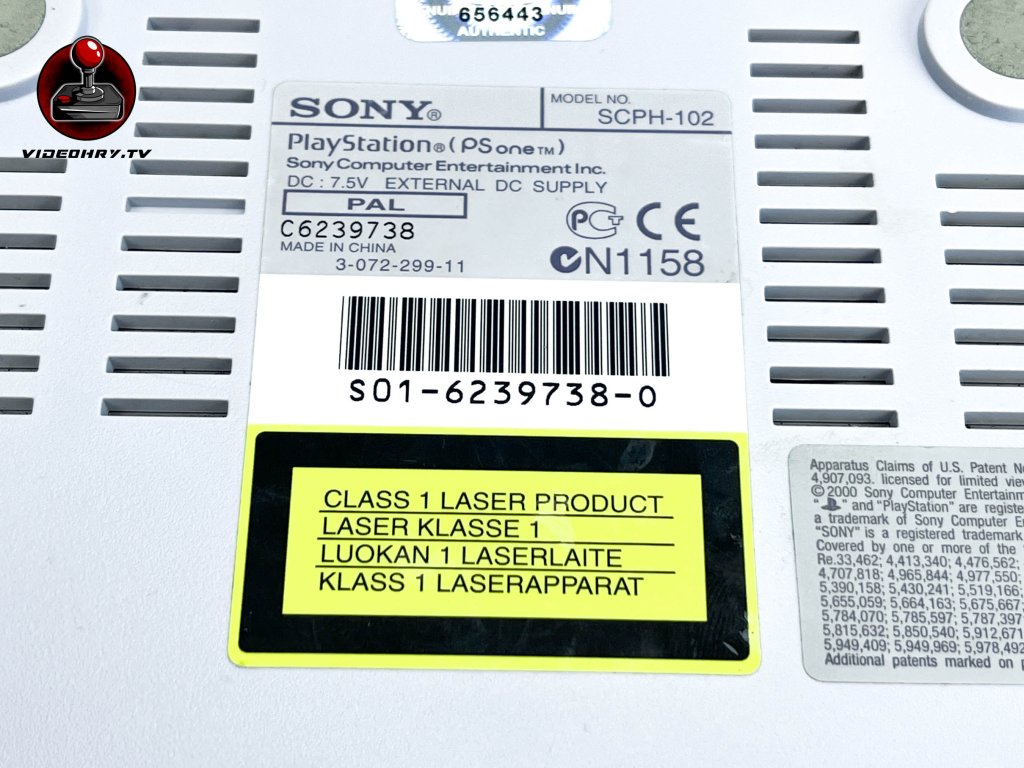 656443
AUTHENTIC
VIDEOHRY.TV
SONY®
MODEL NO.
SCPH-102
PlayStation® (PS one™)
Sony Computer Entertainment Inc.
DC : 7.5V EXTERNAL DC SUPPLY
PAL
C6239738
MADE IN CHINA
3-072-299-11
CE
N1158
S01-6239738-0
CLASS 1 LASER PRODUCT
LASER KLASSE 1
LUOKAN 1 LASERLAITE
KLASS 1 LASERAPPARAT
Apparatus Claims of U.S. Patent
4,907,093. licensed for limited
© 2000 Sony Computer
" " and "PlayStation" are
a trademark of Sony Computer
"SONY" is a registered trademark
Covered by one or more of the
Re.33,462; 4,413,340; 4,476,562;
4,707,818; 4,965,844; 4,977,550;
5,390,158; 5,430,241; 5,519,166;
5,655,059; 5,664,163; 5,675,667;
5,784,070; 5,785,597; 5,787,397
5,815,632; 5,850,540; 5,912,671
5,949,409; 5,949,969; 5,978,492
Additional patents marked on